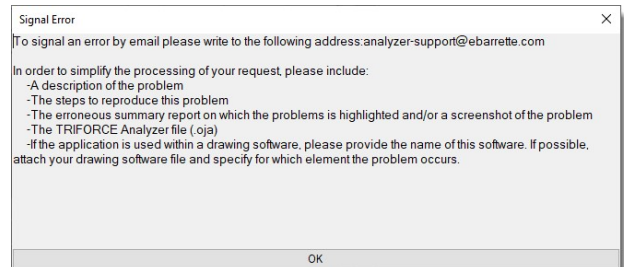 Signal Error
To signal an error by email please write to the following address:analyzer-support@ebarrette.com
In order to simplify the processing of your request, please include:
-A description of the problem
-The steps to reproduce this problem
-The erroneous summary report on which the problems is highlighted and/or a screenshot of the problem
-The TRIFORCE Analyzer file (.oja)
-If the application is used within a drawing software, please provide the name of this software. If possible,
attach your drawing software file and specify for which element the problem occurs.
OK